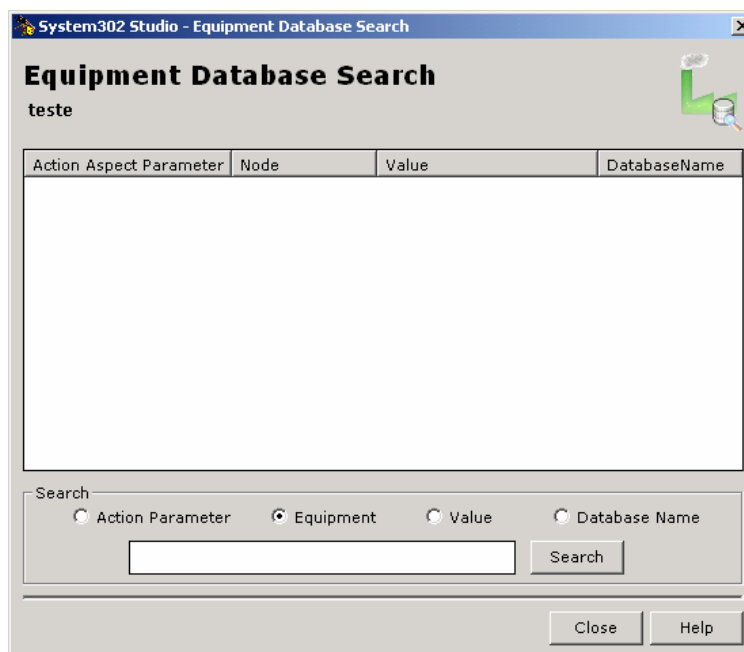 System302 Studio - Equipment Database Search
Equipment Database Search
teste
Action Aspect Parameter Node Value DatabaseName
Search
Action Parameter Equipment Value Database Name
Search
Close Help